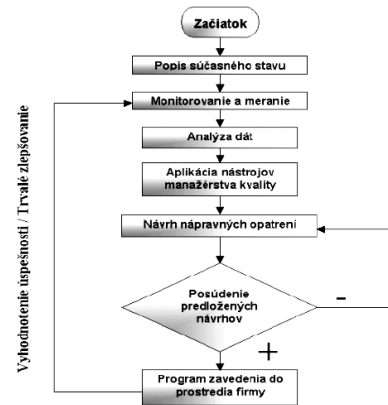 Začiatok
Popis súčasného stavu
Monitorovanie a meranie
Analýza dát
Aplikácia nástrojov
manažérstva kvality
Návrh nápravných opatrení
Posúdenie
predložených
návrhov
-
+
Program zavedenia do
prostredia firmy
Vyhodnotenie úspešnosti / Trvalé zlepšovanie